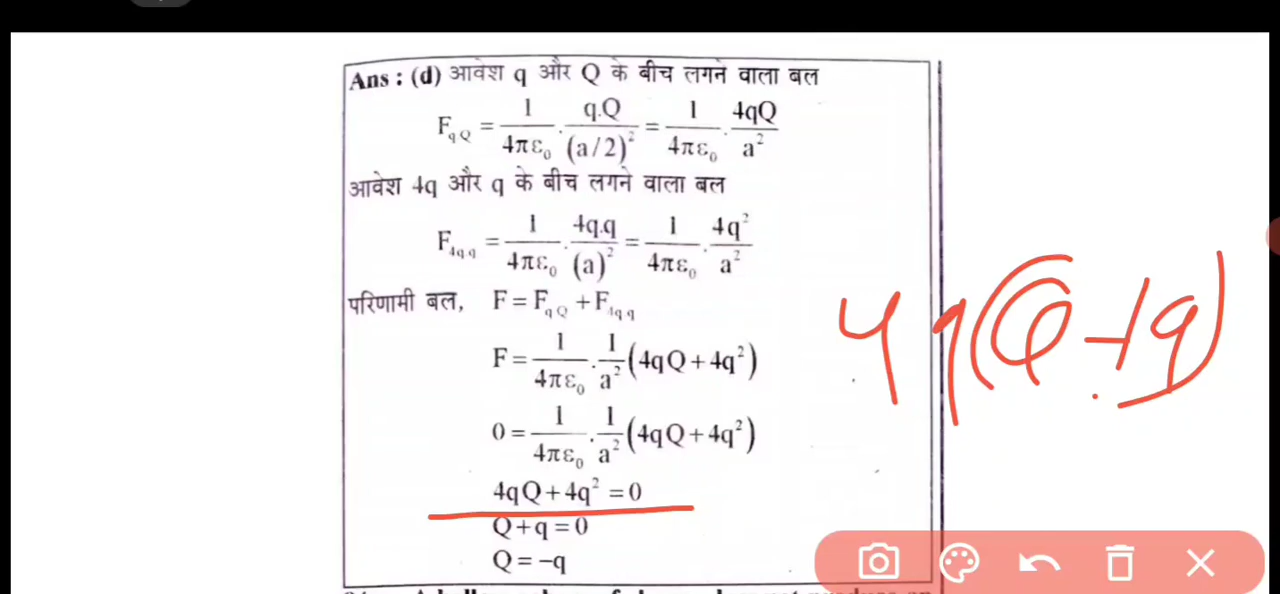 Ans : (d) आवेश q और Q के बीच लगने वाला बल
F_qQ = 1/4πε₀ · q.Q/(a/2)² = 1/4πε₀ · 4qQ/a²
आवेश 4q और q के बीच लगने वाला बल
F_4qq = 1/4πε₀ · 4q.q/(a)² = 1/4πε₀ · 4q²/a²
परिणामी बल, F = F_qQ + F_4qq
F = 1/4πε₀ · 1/a² (4qQ + 4q²)
0 = 1/4πε₀ · 1/a² (4qQ + 4q²)
4qQ + 4q² = 0
Q + q = 0
Q = −q
4q(Q+q)